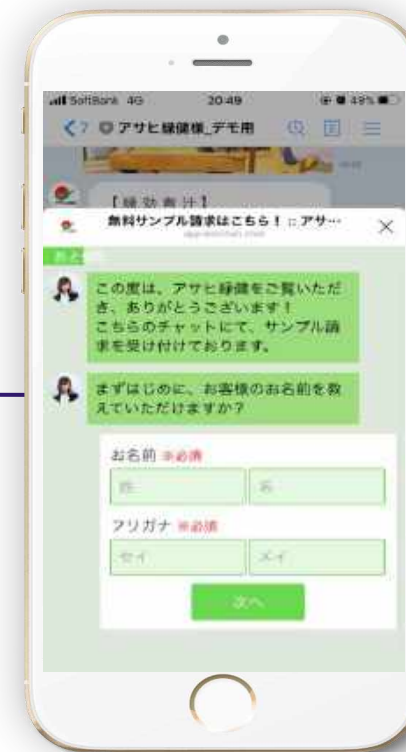 SoftBank 4G 20:49 49%
7 アサヒ緑健様_デモ用
【緑効青汁】
無料サンプル請求はこちら! :: アサ…
この度は、アサヒ緑健をご覧いただ
き、ありがとうございます!
こちらのチャットにて、サンプル請
求を受け付けております。
まずはじめに、お客様のお名前を教
えていただけますか?
お名前 ※必須
姓 名
フリガナ ※必須
セイ メイ
次へ